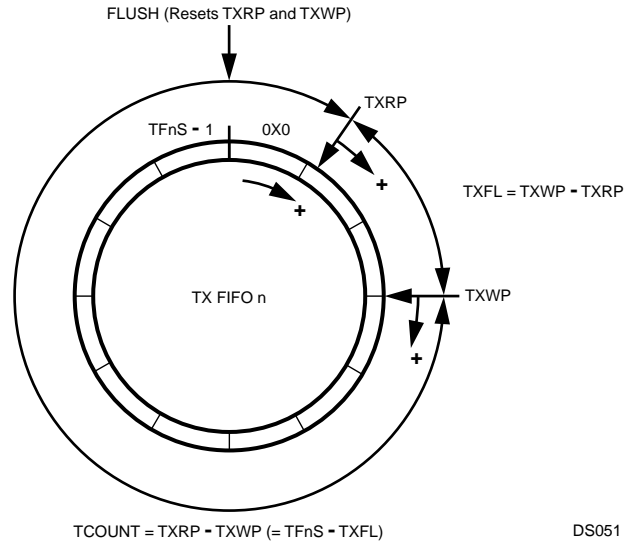 FLUSH (Resets TXRP and TXWP)
TXRP
TFnS - 1
0X0
+
+
TXFL = TXWP - TXRP
TX FIFO n
TXWP
+
TCOUNT = TXRP - TXWP (= TFnS - TXFL)
DS051